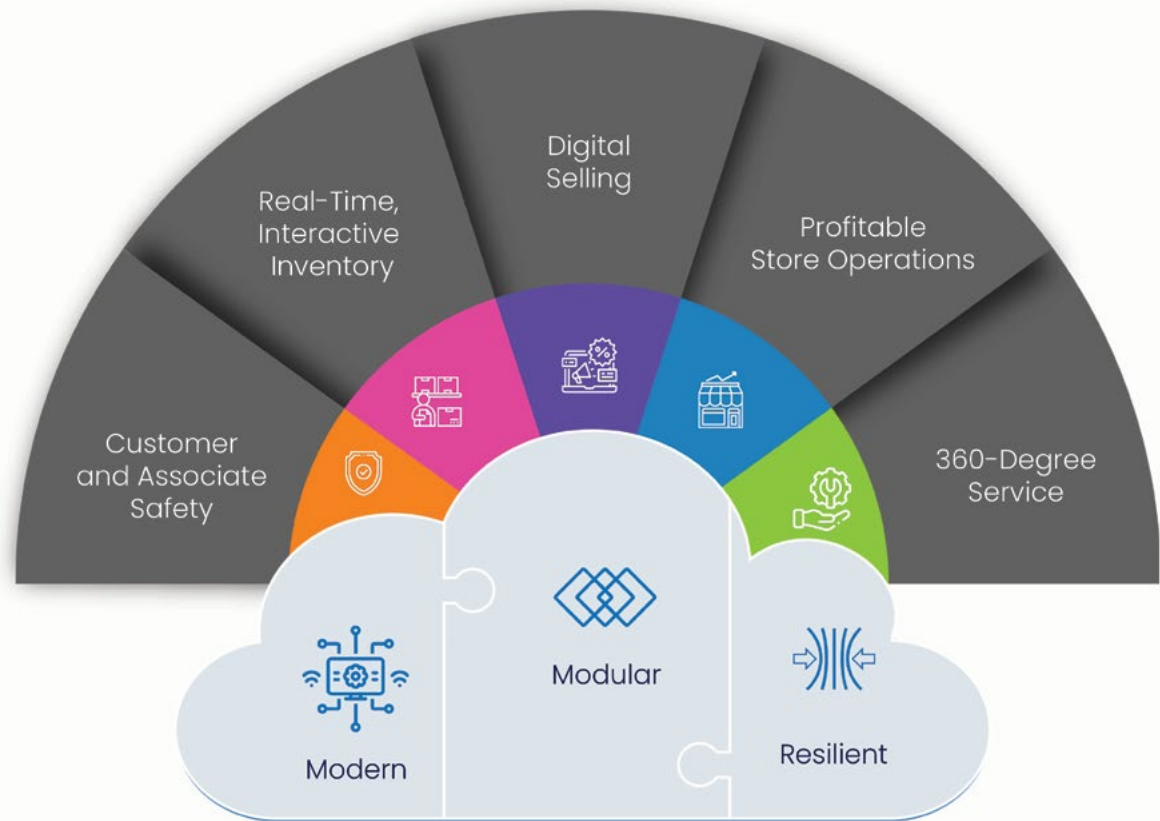 Customer
and Associate
Safety
Real-Time,
Interactive
Inventory
Digital
Selling
Profitable
Store Operations
360-Degree
Service
Modern
Modular
Resilient